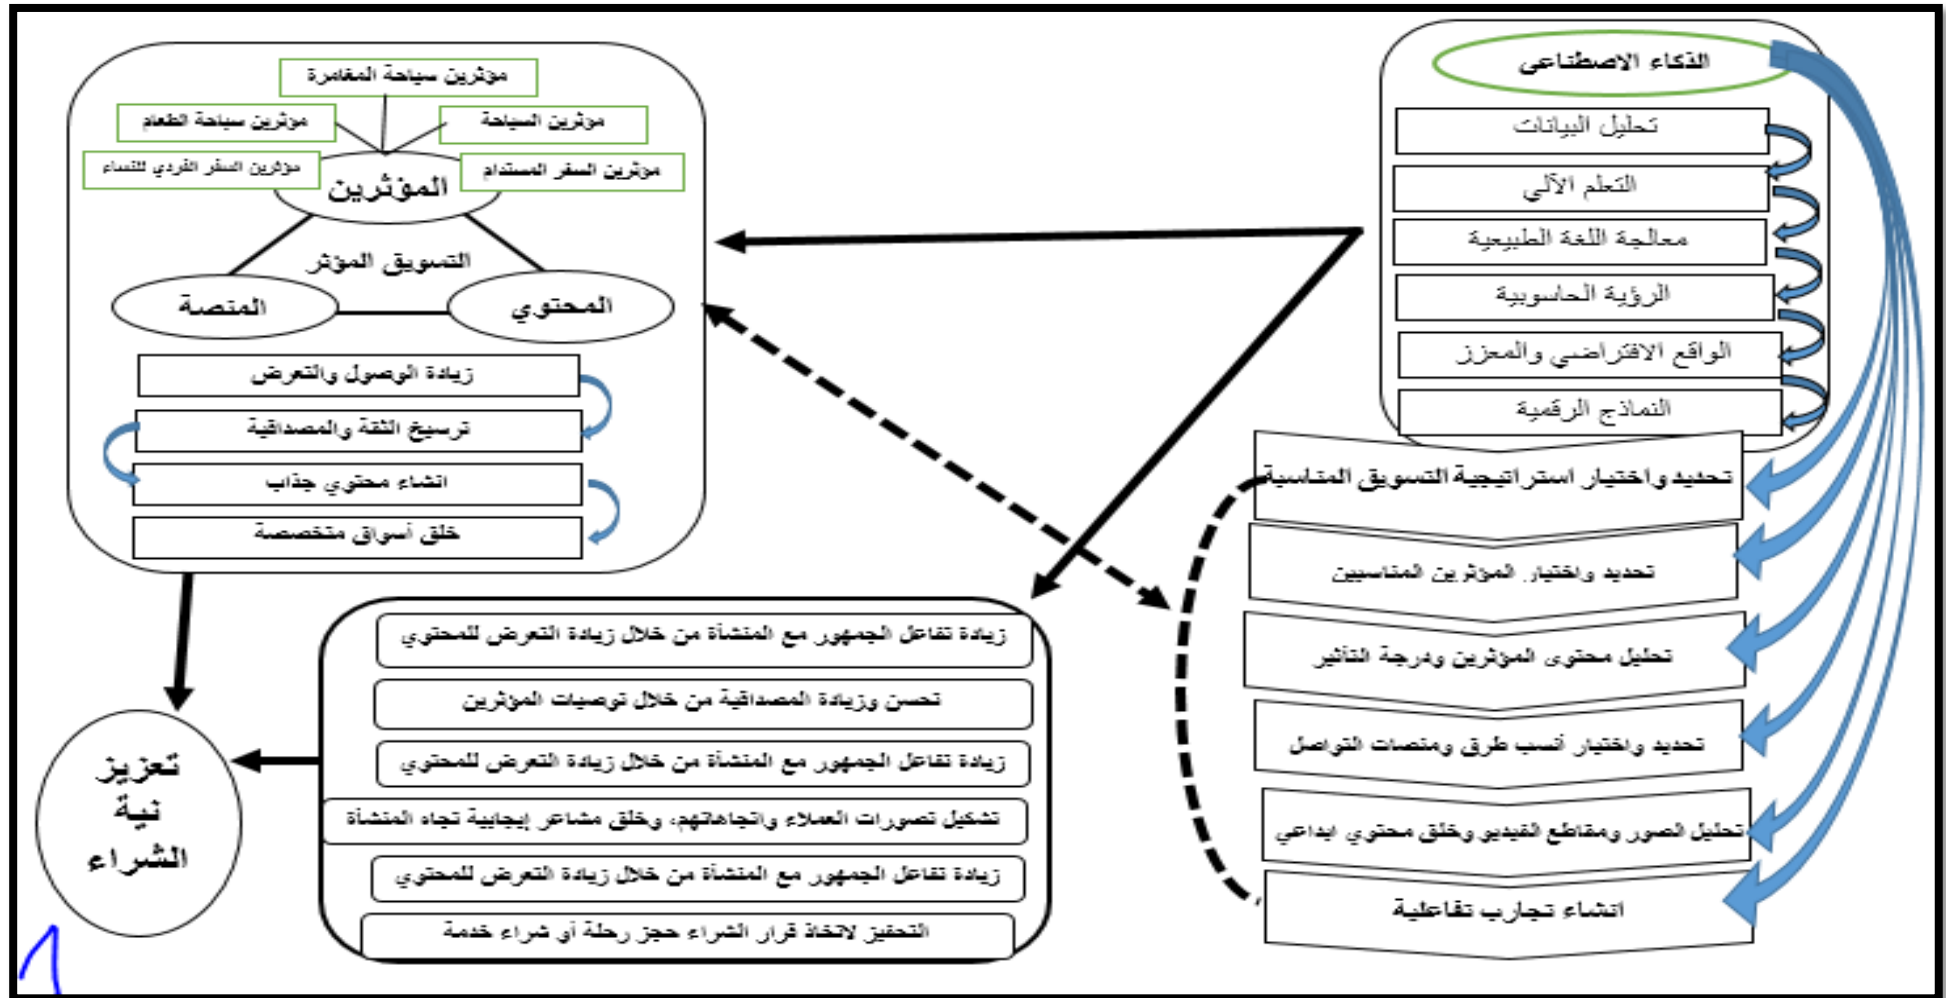 الذكاء الاصطناعى
تحليل البيانات
التعلم الآلي
معالجة اللغة الطبيعية
الرؤية الحاسوبية
الواقع الافتراضي والمعزز
النماذج الرقمية
تحديد واختيار استراتيجية التسويق المناسبة
تحديد واختيار المؤثرين المناسبين
تحليل محتوى المؤثرين ودرجة التأثير
تحديد واختيار أنسب طرق ومنصات التواصل
تحليل الصور ومقاطع الفيديو وخلق محتوي ابداعي
انشاء تجارب تفاعلية
مؤثرين سياحة المغامرة
مؤثرين السياحة
مؤثرين سياحة الطعام
مؤثرين السفر المستدام
مؤثرين السفر الفردي للنساء
المؤثرين
التسويق المؤثر
المحتوي
المنصة
زيادة الوصول والتعرض
ترسيخ الثقة والمصداقية
انشاء محتوي جذاب
خلق أسواق متخصصة
زيادة تفاعل الجمهور مع المنشأة من خلال زيادة التعرض للمحتوي
تحسن وزيادة المصداقية من خلال توصيات المؤثرين
زيادة تفاعل الجمهور مع المنشأة من خلال زيادة التعرض للمحتوي
تشكيل تصورات العملاء واتجاهاتهم، وخلق مشاعر إيجابية تجاه المنشأة
زيادة تفاعل الجمهور مع المنشأة من خلال زيادة التعرض للمحتوي
التحفيز لاتخاذ قرار الشراء حجز رحلة أو شراء خدمة
تعزيز
نية
الشراء